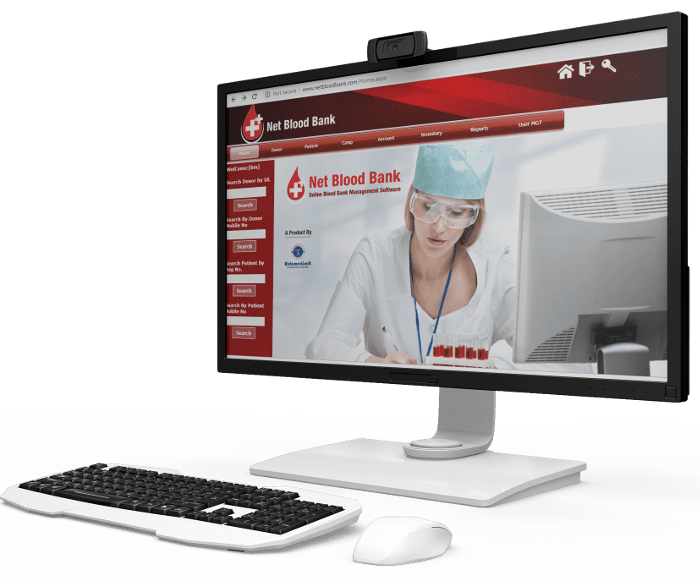 Not secure | www.netbloodbank.com/Home.aspx
Net Blood Bank
Home Donor Patient Camp Account Inventory Reports User MGT
Welcome:[hm]
Search Donor by Id.
Search
Search By Donor
Mobile No
Search
Search Patient by
Reg No.
Search
Search By Patient
Mobile No
Search
Net Blood Bank
Online Blood Bank Management Software
A Product By